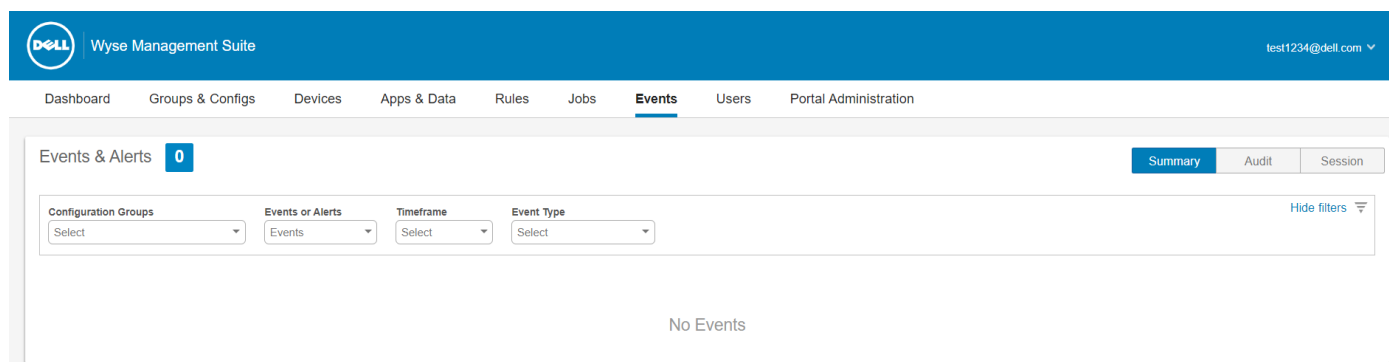 DELL Wyse Management Suite test1234@dell.com
Dashboard Groups & Configs Devices Apps & Data Rules Jobs Events Users Portal Administration
Events & Alerts 0 Summary Audit Session
Configuration Groups Events or Alerts Timeframe Event Type Hide filters
Select Events Select Select
No Events